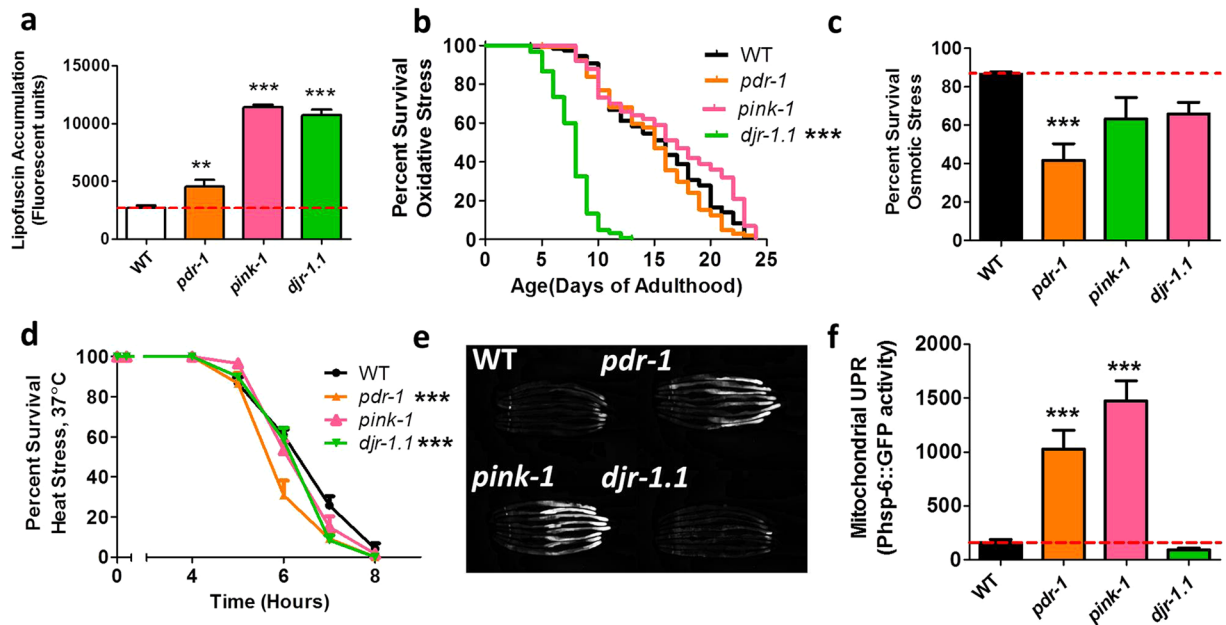 a
Lipofuscin Accumulation
(Fluorescent units)
15000
10000
5000
0
**
***
***
WT
pdr-1
pink-1
djr-1.1
b
Percent Survival
Oxidative Stress
100
80
60
40
20
0
0
5
10
15
20
25
Age(Days of Adulthood)
WT
pdr-1
pink-1
djr-1.1 ***
c
Percent Survival
Osmotic Stress
100
80
60
40
20
0
***
WT
pdr-1
pink-1
djr-1.1
d
Percent Survival
Heat Stress, 37°C
100
80
60
40
20
0
0
4
6
8
Time (Hours)
WT
pdr-1 ***
pink-1
djr-1.1 ***
e
WT
pdr-1
pink-1
djr-1.1
f
Mitochondrial UPR
(Phsp-6::GFP activity)
2000
1500
1000
500
0
***
***
WT
pdr-1
pink-1
djr-1.1